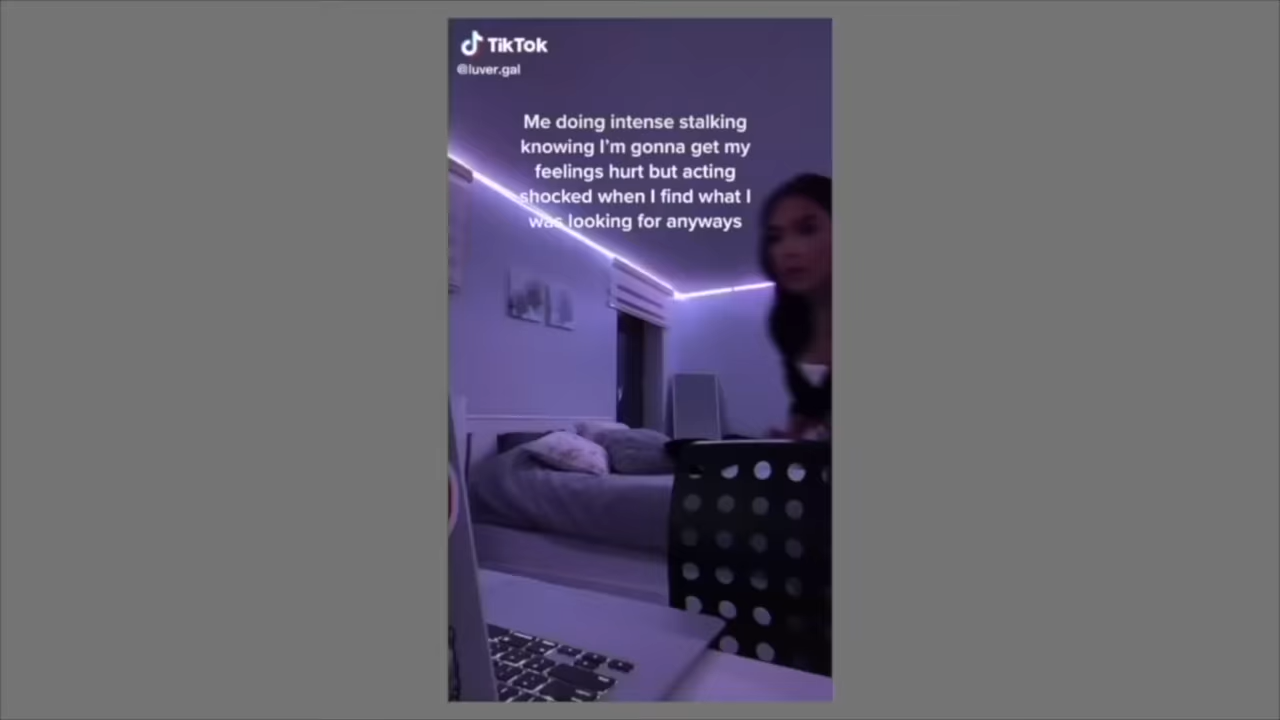 TikTok
@luver.gal
Me doing intense stalking
knowing I'm gonna get my
feelings hurt but acting
shocked when I find what I
was looking for anyways